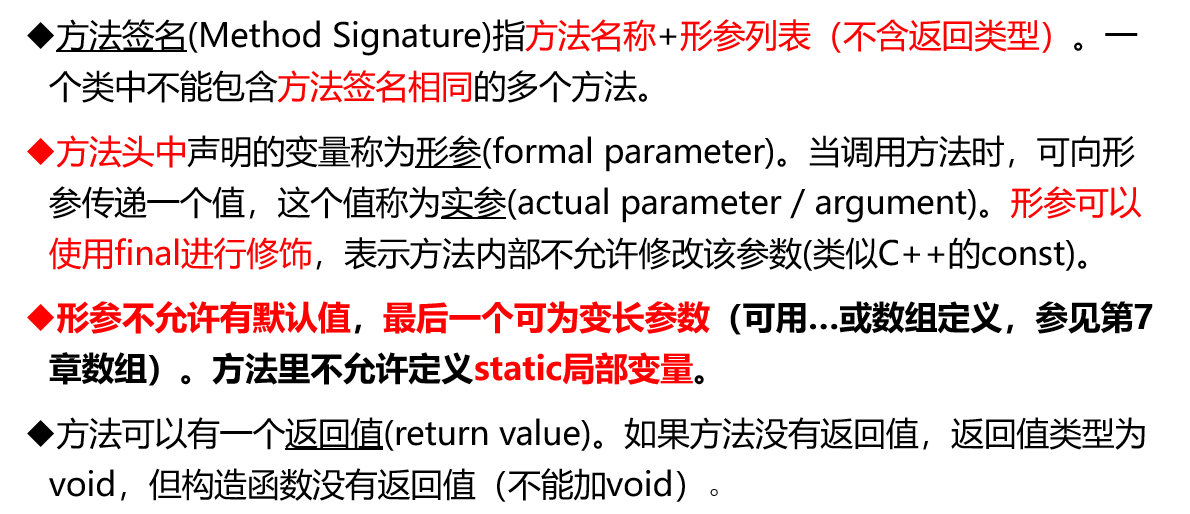 ◆方法签名(Method Signature)指方法名称+形参列表（不含返回类型）。一
个类中不能包含方法签名相同的多个方法。
◆方法头中声明的变量称为形参(formal parameter)。当调用方法时，可向形
参传递一个值，这个值称为实参(actual parameter / argument)。形参可以
使用final进行修饰，表示方法内部不允许修改该参数(类似C++的const)。
◆形参不允许有默认值，最后一个可为变长参数（可用...或数组定义，参见第7
章数组）。方法里不允许定义static局部变量。
◆方法可以有一个返回值(return value)。如果方法没有返回值，返回值类型为
void，但构造函数没有返回值（不能加void）。